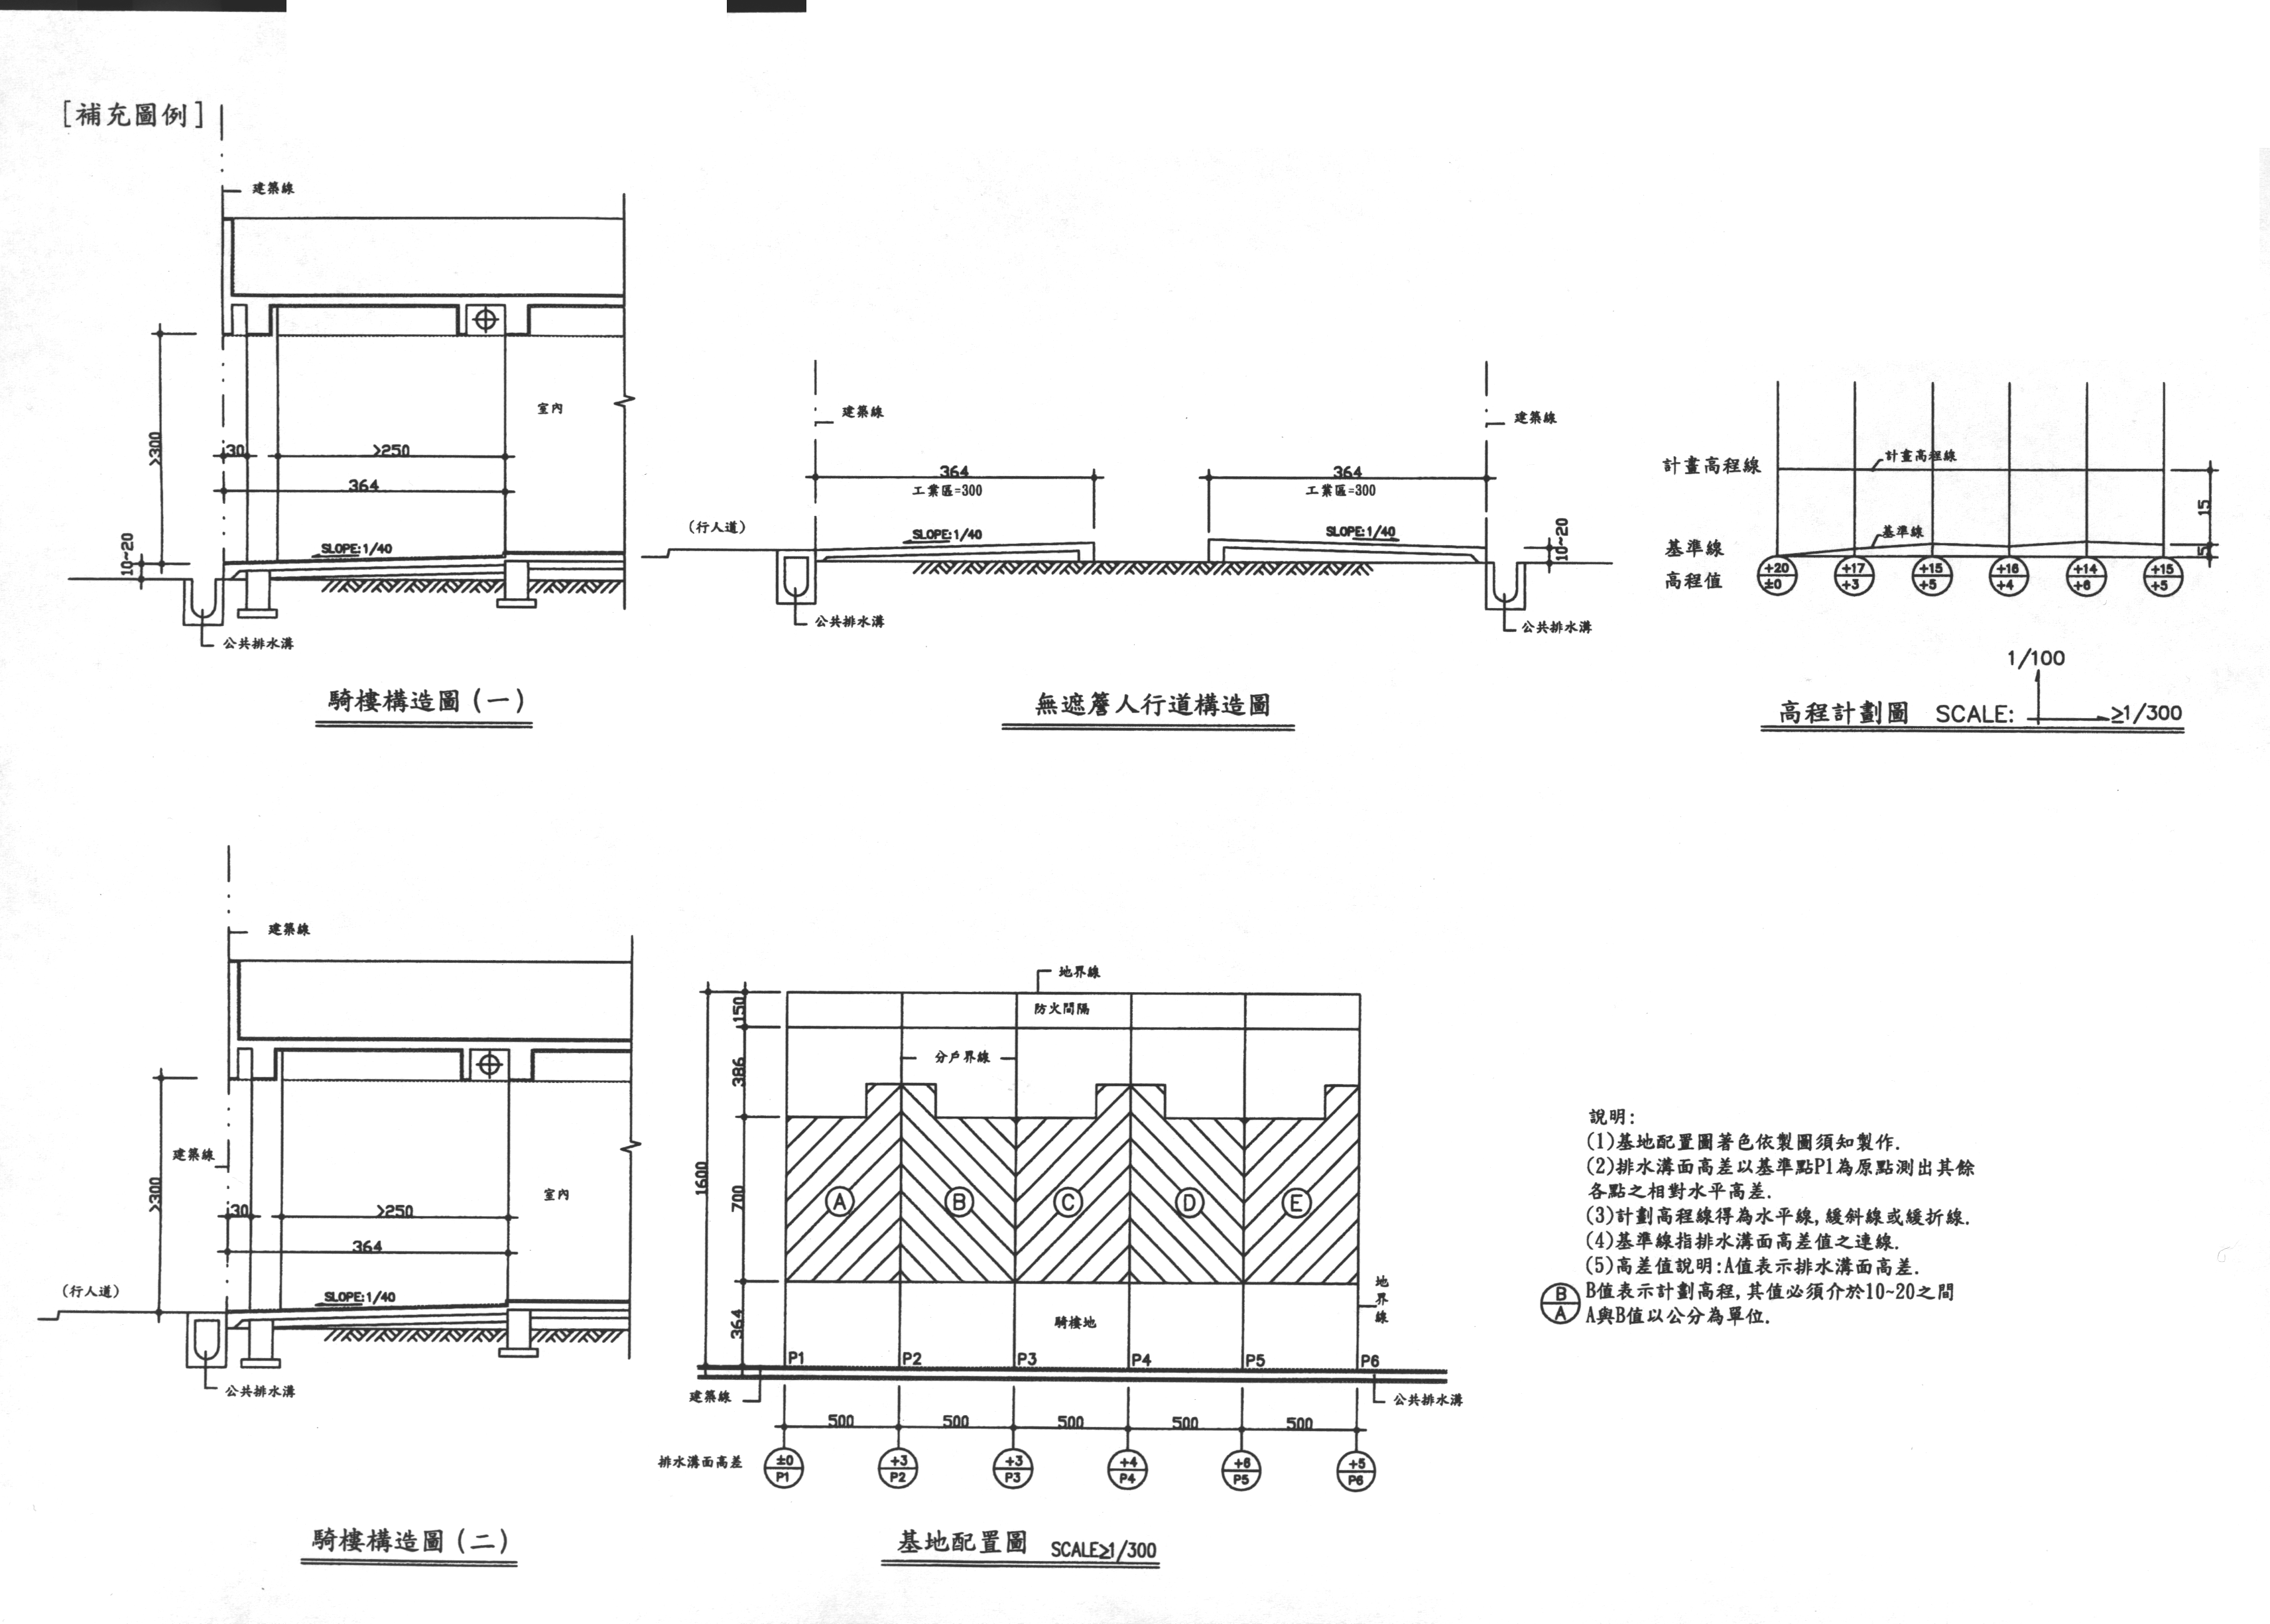 [補充圖例]
建築線
>300
30
>250
364
室內
10~20
SLOPE:1/40
公共排水溝
騎樓構造圖(一)
建築線
建築線
364
工業區=300
364
工業區=300
(行人道)
SLOPE:1/40
SLOPE:1/40
10~20
公共排水溝
公共排水溝
無遮簷人行道構造圖
計畫高程線
計畫高程線
15
基準線
基準線
5
高程值
+20 +17 +15 +16 +14 +15
±0 +3 +5 +4 +6 +5
1/100
高程計劃圖 SCALE: ≥1/300
建築線
建築線
>300
30
>250
364
室內
(行人道)
SLOPE:1/40
公共排水溝
騎樓構造圖(二)
地界線
防火間隔
分戶界線
150
386
700
364
1600
A B C D E
地界線
騎樓地
P1 P2 P3 P4 P5 P6
建築線
公共排水溝
500 500 500 500 500
排水溝面高差
±0 +3 +3 +4 +6 +5
P1 P2 P3 P4 P5 P6
基地配置圖 SCALE≥1/300
說明:
(1)基地配置圖著色依製圖須知製作.
(2)排水溝面高差以基準點P1為原點測出其餘
各點之相對水平高差.
(3)計劃高程線得為水平線,緩斜線或緩折線.
(4)基準線指排水溝面高差值之連線.
(5)高差值說明:A值表示排水溝面高差.
B
A
B值表示計劃高程,其值必須介於10~20之間
A與B值以公分為單位.